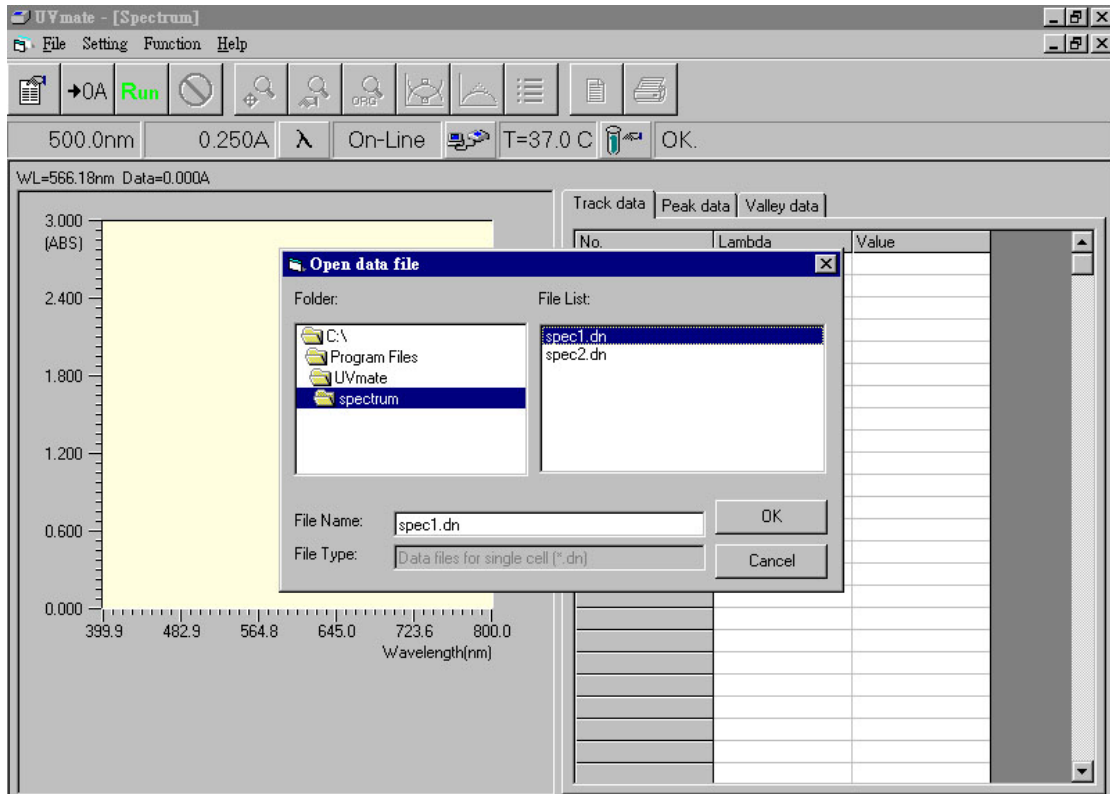 UVmate - [Spectrum]
File Setting Function Help
→0A Run ORG
500.0nm 0.250A λ On-Line T=37.0 C OK.
WL=566.18nm Data=0.000A
Track data Peak data Valley data
No. Lambda Value
3.000
(ABS)
2.400
1.800
1.200
0.600
0.000
399.9 482.9 564.8 645.0 723.6 800.0
Wavelength(nm)
Open data file
Folder: File List:
C:\
Program Files
UVmate
spectrum
spec1.dn
spec2.dn
File Name: spec1.dn OK
File Type: Data files for single cell (*.dn) Cancel